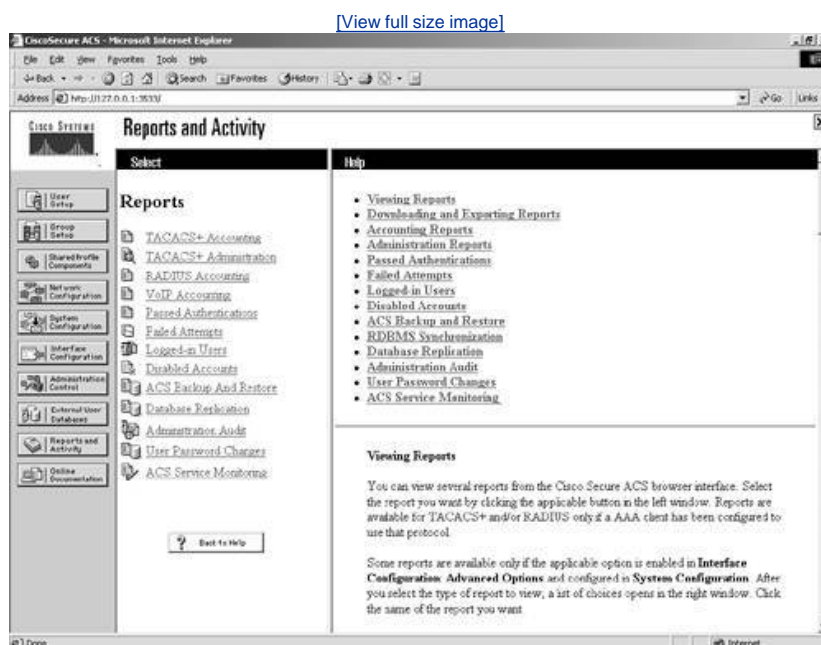 [View full size image]
CiscoSecure ACS - Microsoft Internet Explorer
File Edit View Favorites Tools Help
Back Search Favorites History
Address http://127.0.0.1:3533/ Go Links
Cisco Systems
Reports and Activity
Select
Help
User Setup
Group Setup
Shared Profile Components
Network Configuration
System Configuration
Interface Configuration
Administration Control
External User Databases
Reports and Activity
Online Documentation
Reports
TACACS+ Accounting
TACACS+ Administration
RADIUS Accounting
VoIP Accounting
Passed Authentications
Failed Attempts
Logged-in Users
Disabled Accounts
ACS Backup And Restore
Database Replication
Administration Audit
User Password Changes
ACS Service Monitoring
? Back to Help
• Viewing Reports
• Downloading and Exporting Reports
• Accounting Reports
• Administration Reports
• Passed Authentications
• Failed Attempts
• Logged-in Users
• Disabled Accounts
• ACS Backup and Restore
• RDBMS Synchronization
• Database Replication
• Administration Audit
• User Password Changes
• ACS Service Monitoring
Viewing Reports
You can view several reports from the Cisco Secure ACS browser interface. Select
the report you want by clicking the applicable button in the left window. Reports are
available for TACACS+ and/or RADIUS only if a AAA client has been configured to
use that protocol
Some reports are available only if the applicable option is enabled in Interface
Configuration: Advanced Options and configured in System Configuration. After
you select the type of report to view, a list of choices opens in the right window. Click
the name of the report you want
Done
Internet